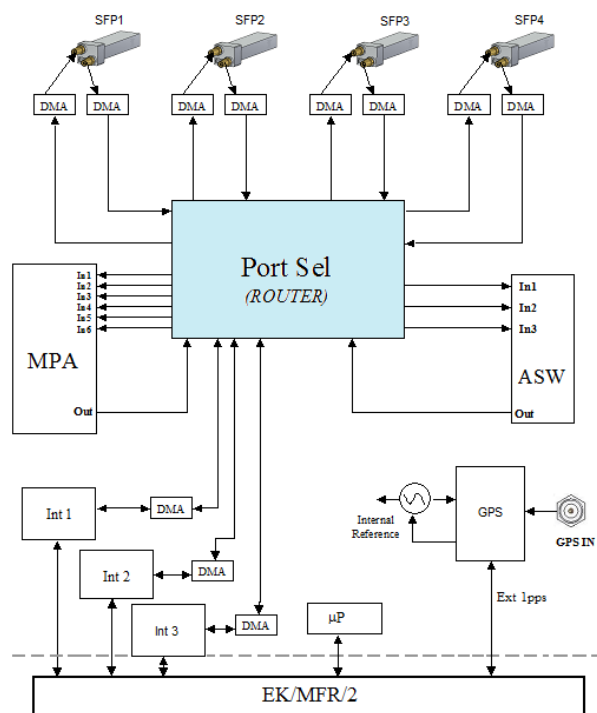 SFP1 SFP2 SFP3 SFP4
DMA DMA DMA DMA DMA DMA DMA DMA
Port Sel
(ROUTER)
In1
In2
In3
In4
In5
In6
MPA
Out
In1
In2
In3
ASW
Out
Int 1
DMA
Int 2
DMA
Int 3
DMA
µP
Internal
Reference
GPS
GPS IN
Ext 1pps
EK/MFR/2